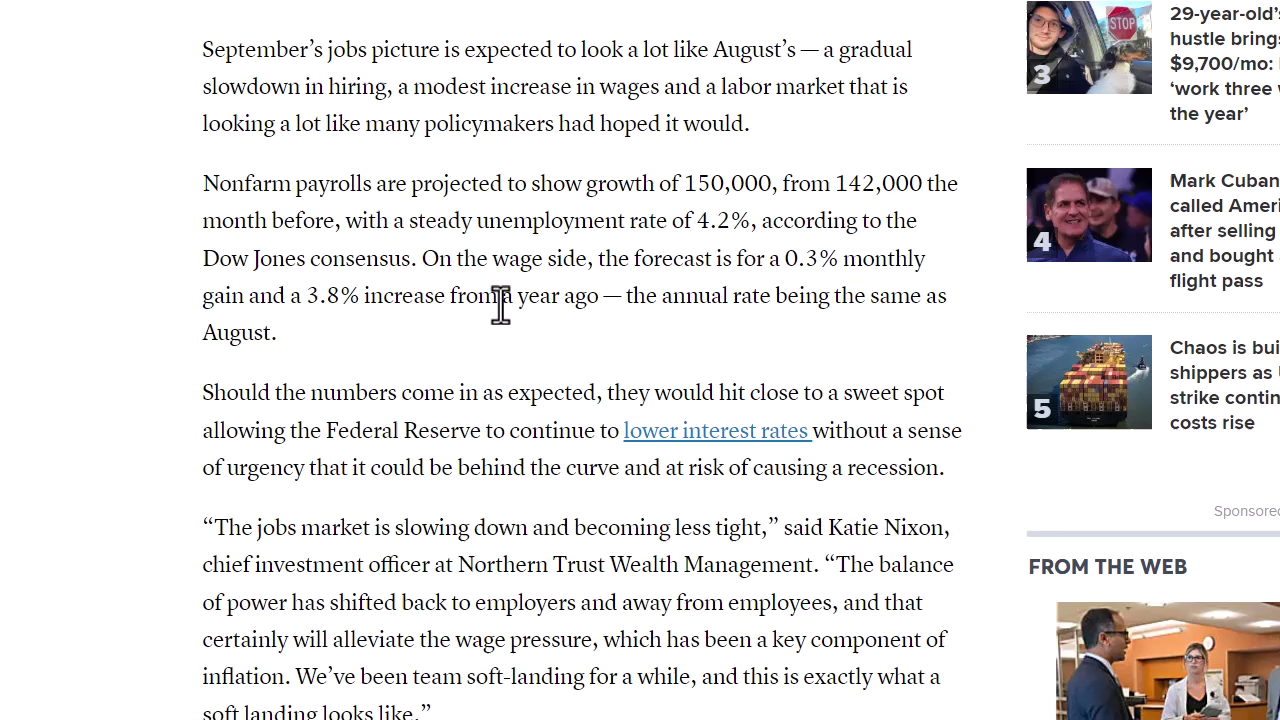 September’s jobs picture is expected to look a lot like August’s — a gradual
slowdown in hiring, a modest increase in wages and a labor market that is
looking a lot like many policymakers had hoped it would.
Nonfarm payrolls are projected to show growth of 150,000, from 142,000 the
month before, with a steady unemployment rate of 4.2%, according to the
Dow Jones consensus. On the wage side, the forecast is for a 0.3% monthly
gain and a 3.8% increase from a year ago — the annual rate being the same as
August.
Should the numbers come in as expected, they would hit close to a sweet spot
allowing the Federal Reserve to continue to lower interest rates without a sense
of urgency that it could be behind the curve and at risk of causing a recession.
“The jobs market is slowing down and becoming less tight,” said Katie Nixon,
chief investment officer at Northern Trust Wealth Management. “The balance
of power has shifted back to employers and away from employees, and that
certainly will alleviate the wage pressure, which has been a key component of
inflation. We’ve been team soft-landing for a while, and this is exactly what a
soft landing looks like.”
STOP
3
29-year-old’s
hustle brings
$9,700/mo:
‘work three
the year’
4
Mark Cuban
called Ameri
after selling
and bought
flight pass
5
Chaos is bui
shippers as
strike contin
costs rise
Sponsored
FROM THE WEB